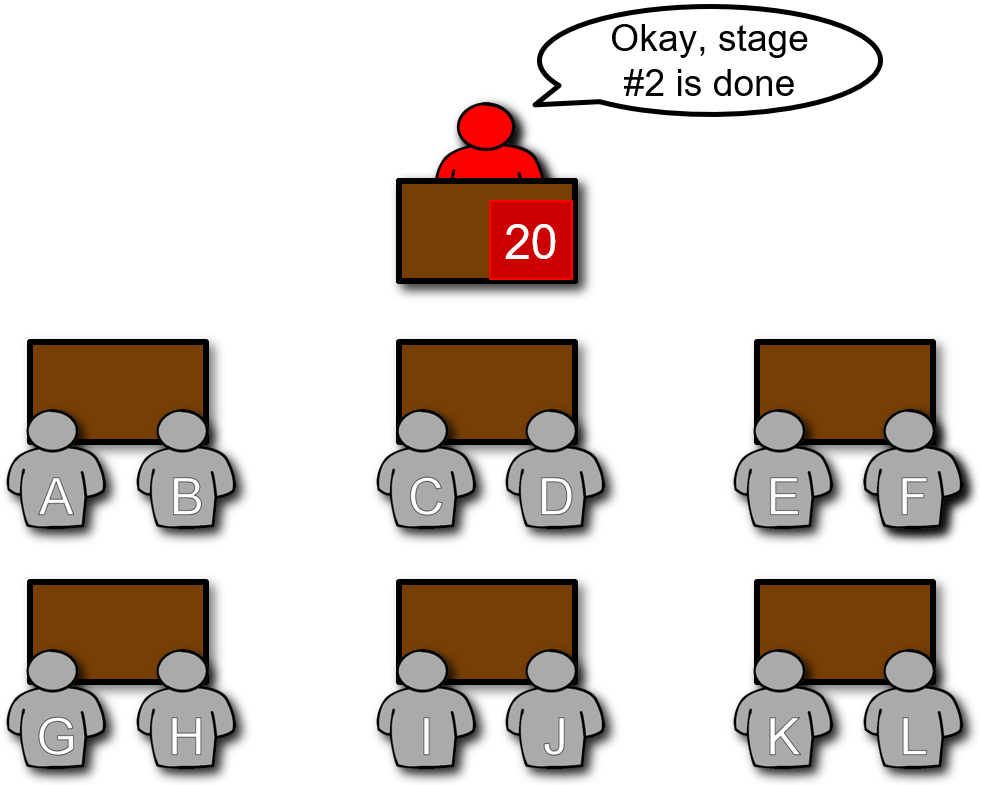 Okay, stage
#2 is done
20
A B C D E F
G H I J K L